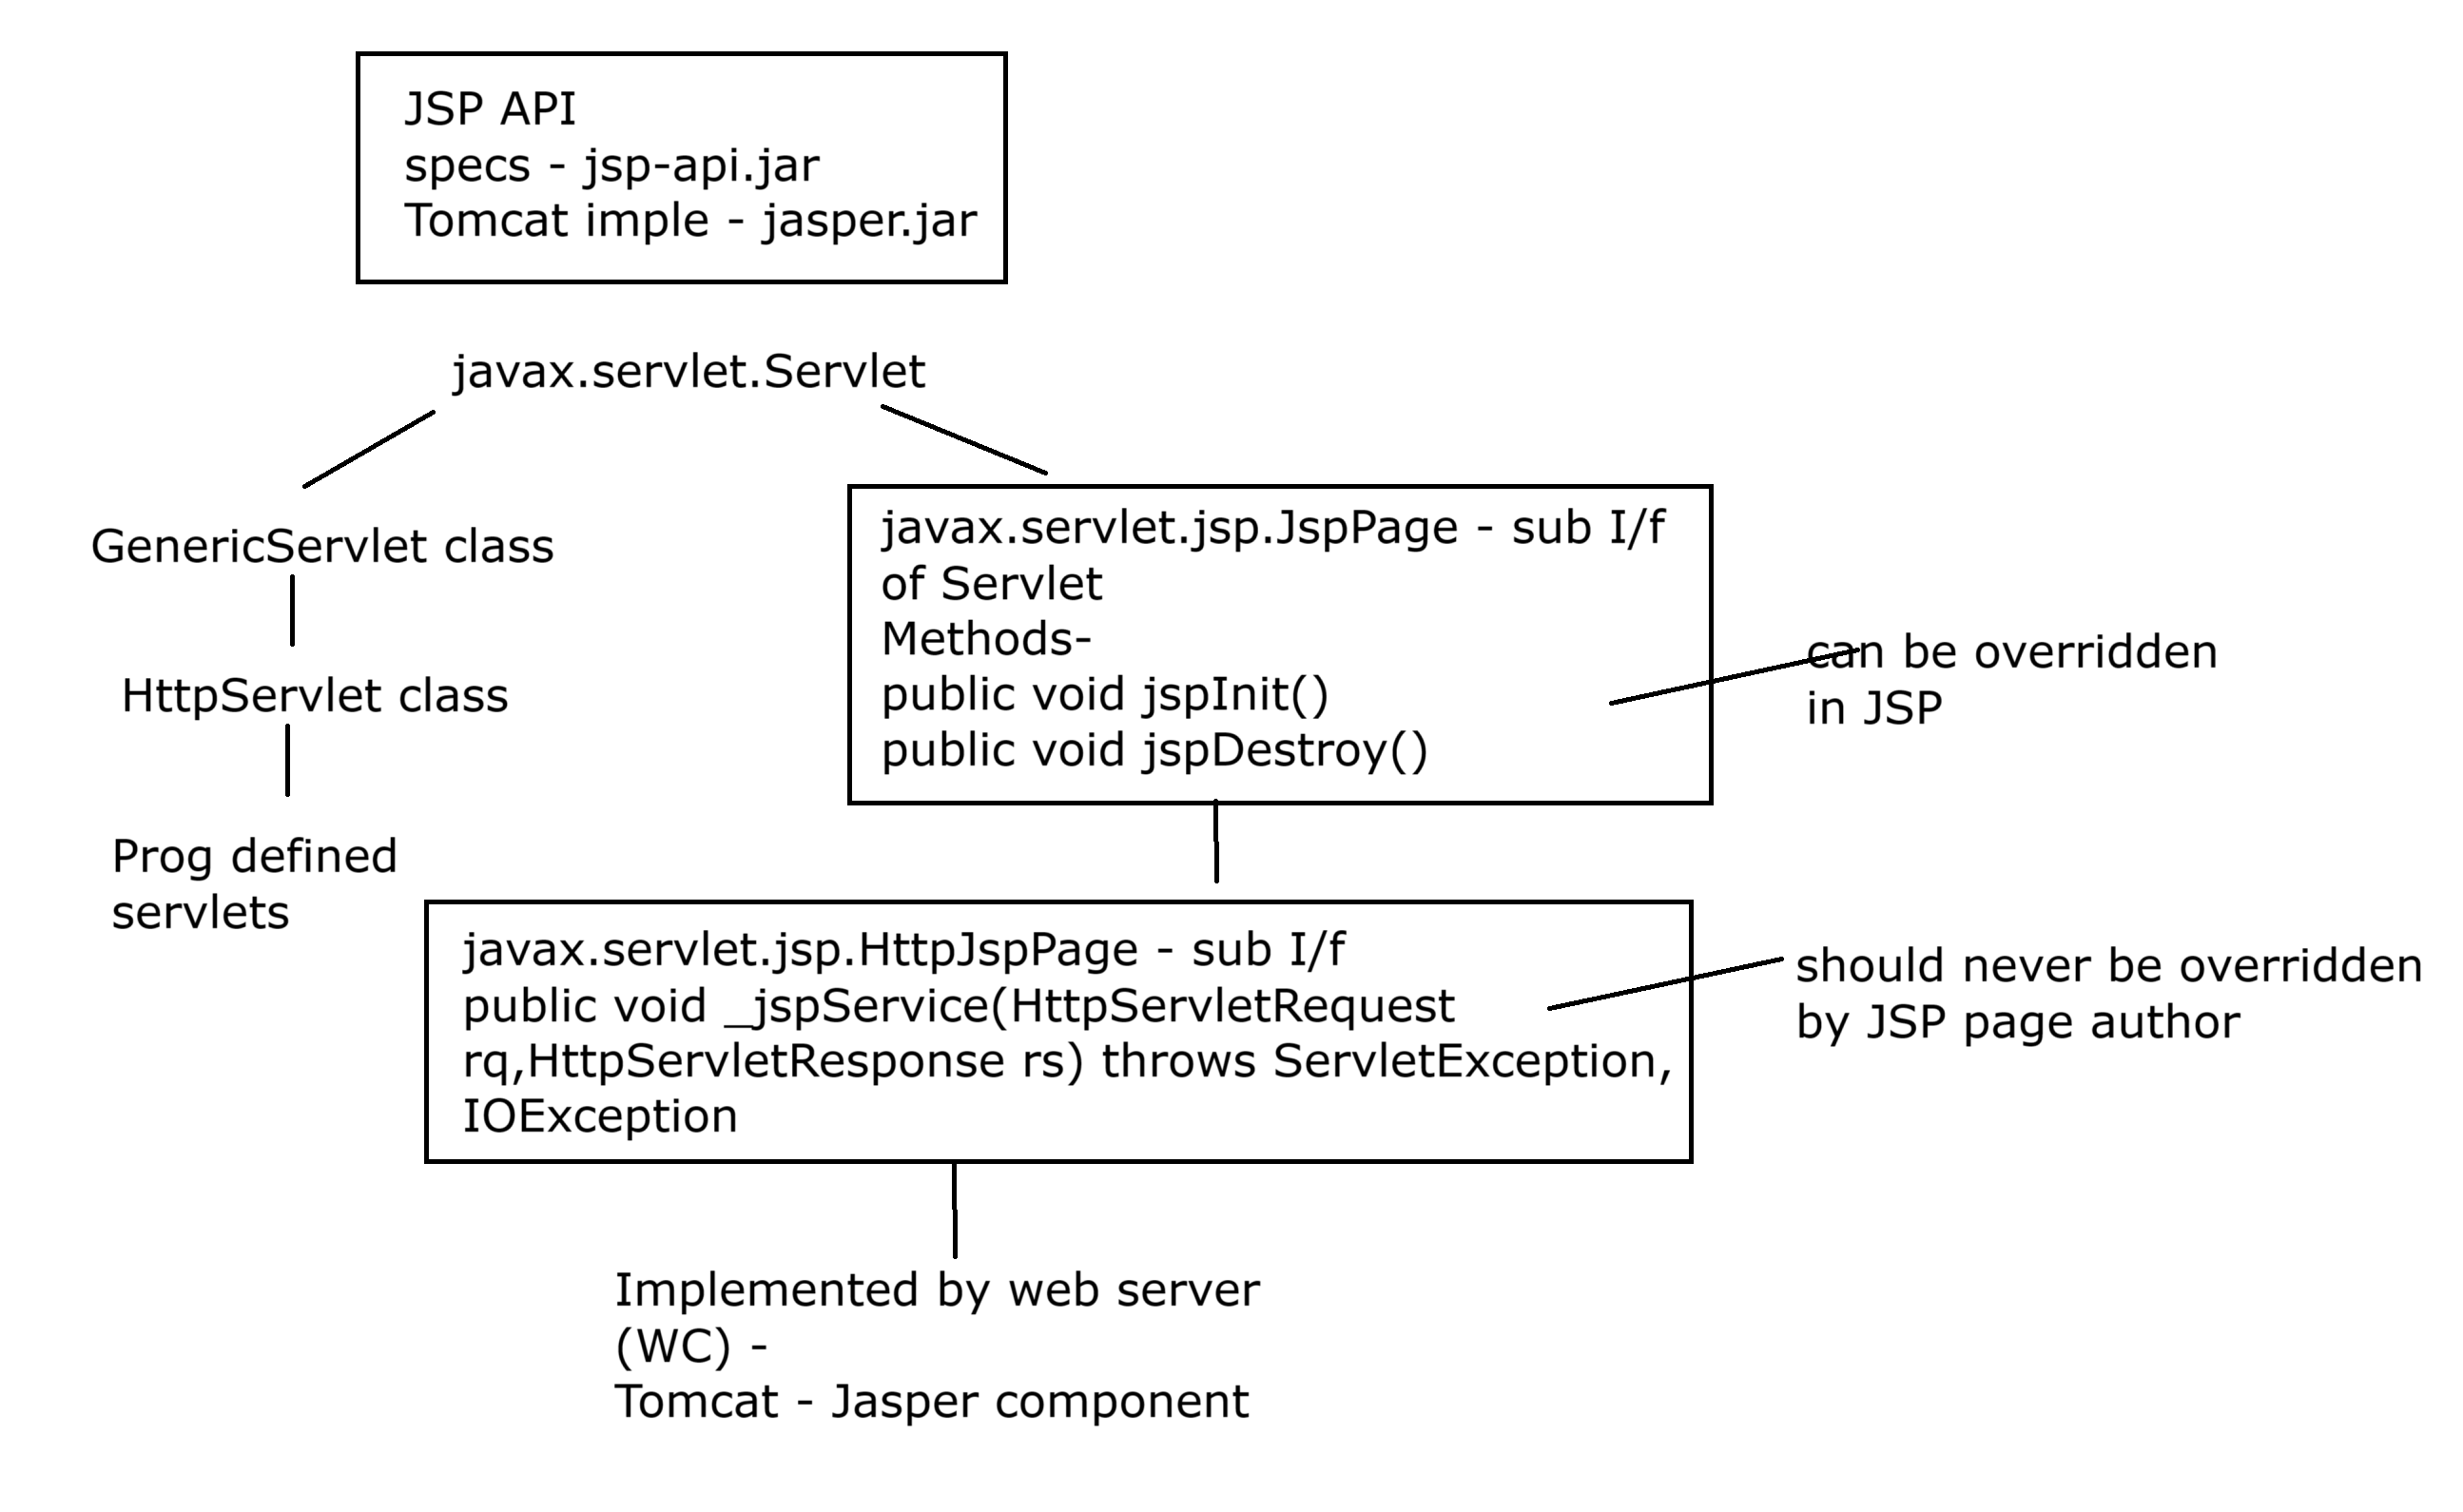 JSP API
specs - jsp-api.jar
Tomcat imple - jasper.jar
javax.servlet.Servlet
GenericServlet class
HttpServlet class
Prog defined
servlets
javax.servlet.jsp.JspPage - sub I/f
of Servlet
Methods-
public void jspInit()
public void jspDestroy()
can be overridden
in JSP
javax.servlet.jsp.HttpJspPage - sub I/f
public void _jspService(HttpServletRequest
rq,HttpServletResponse rs) throws ServletException,
IOException
should never be overridden
by JSP page author
Implemented by web server
(WC) -
Tomcat - Jasper component